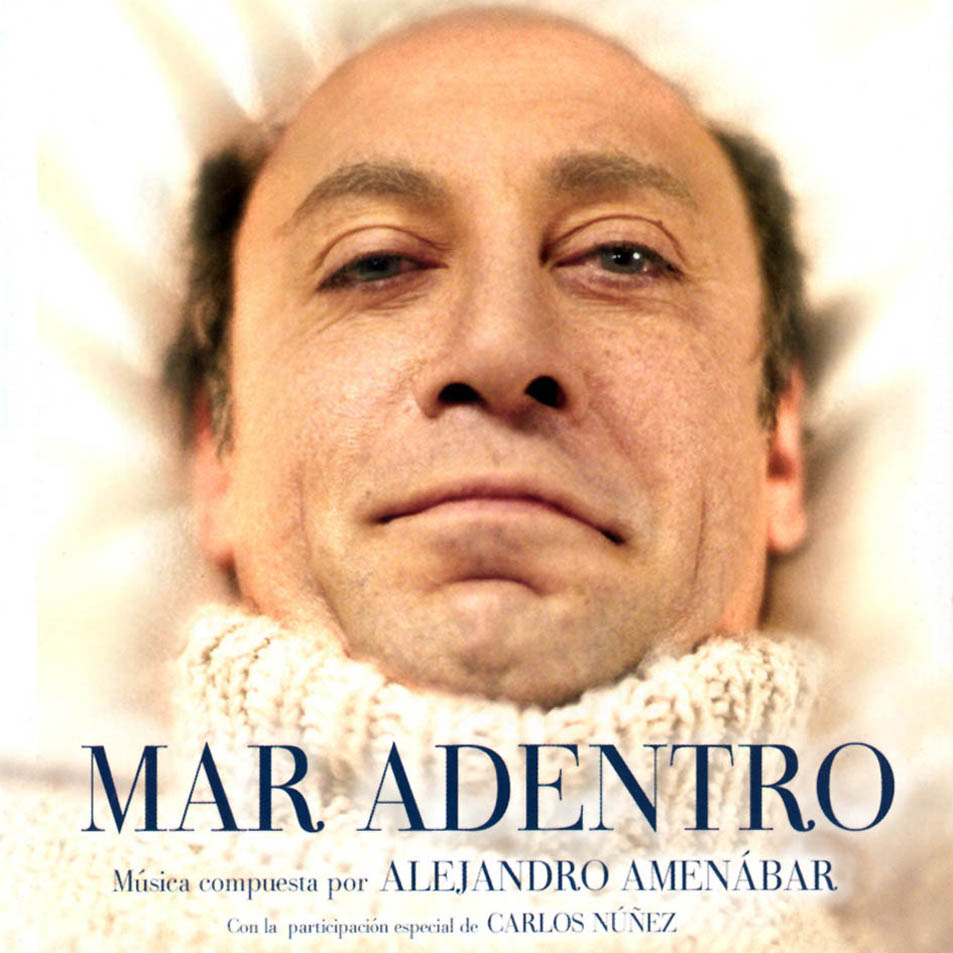 MAR ADENTRO
Música compuesta por ALEJANDRO AMENÁBAR
Con la participación especial de CARLOS NÚÑEZ